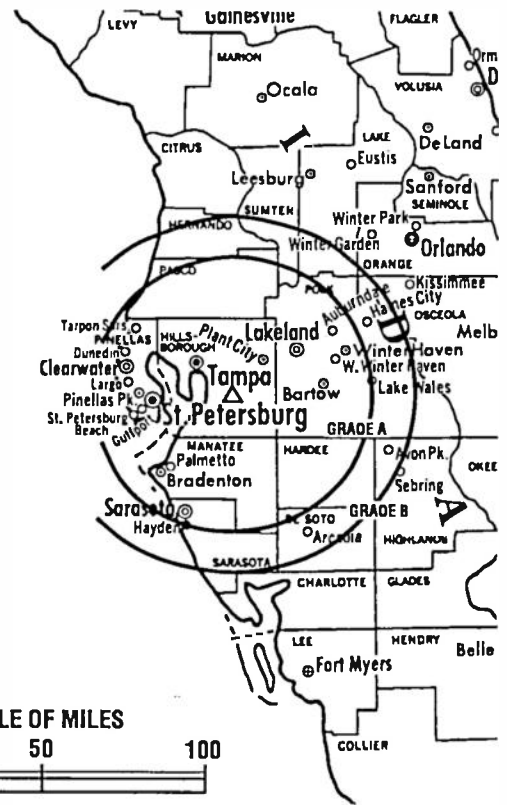 Gainesville
FLAGLER
LEVY
MARION
Orm
D
VOLUSIA
Ocala
CITRUS
I
LAKE
DeLand
Eustis
Leesburg
Sanford
SEMINOLE
SUMTER
HERNANDO
Winter Park
Winter Garden
Orlando
ORANGE
PASCO
Kissimmee
POLK
Auburndale
Haines City
OSCEOLA
D
Melb
Tarpon Sprs.
PINELLAS
HILLS-
BOROUGH
Plant City
Lakeland
Dunedin
Winter Haven
Clearwater
W. Winter Haven
Largo
Tampa
Bartow
Lake Wales
Pinellas Pk.
St. Petersburg
St. Petersburg
Beach
Gulfport
GRADE A
MANATEE
HARDEE
Avon Pk.
Palmetto
OKEE
Bradenton
Sebring
Sarasota
DE SOTO
GRADE B
A
Hayden
Arcadia
HIGHLANDS
SARASOTA
CHARLOTTE
GLADES
LEE
HENDRY
Belle
Fort Myers
LE OF MILES
50
100
COLLIER